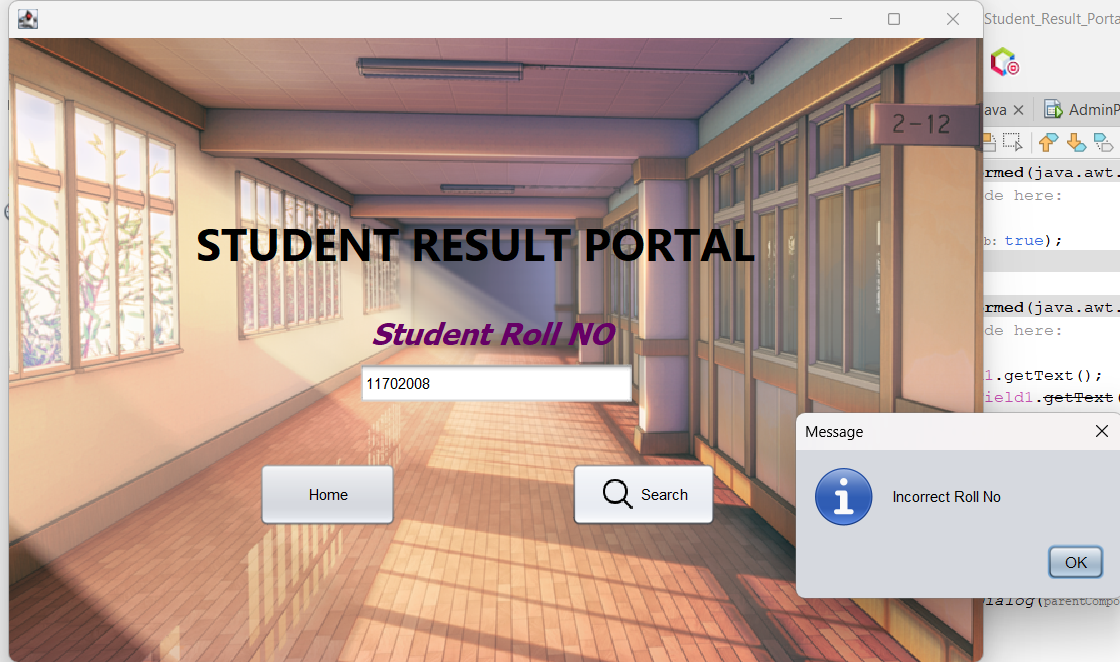 Student_Result_Porta
ava
AdminP
2-12
rmed(java.awt.
de here:
b: true);
STUDENT RESULT PORTAL
rmed(java.awt.
de here:
Student Roll NO
1.getText();
ield1.getText(
11702008
Message
Incorrect Roll No
Home
Search
OK
ialog(parentCompo